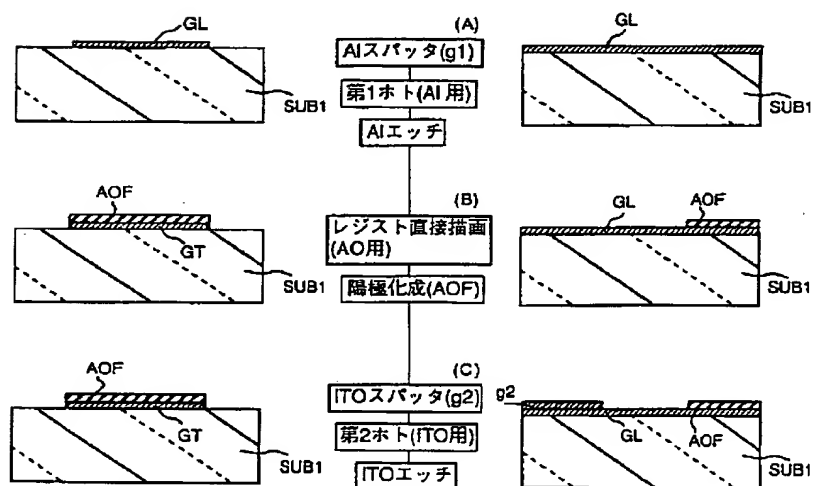 (A)
GL
SUB1
Alスパッタ(g1)
第1ホト(Al用)
Alエッチ
GL
SUB1
(B)
AOF
GT
SUB1
レジスト直接描画
(AO用)
陽極化成(AOF)
GL
AOF
SUB1
(C)
AOF
GT
SUB1
ITOスパッタ(g2)
第2ホト(ITO用)
ITOエッチ
g2
GL
AOF
SUB1